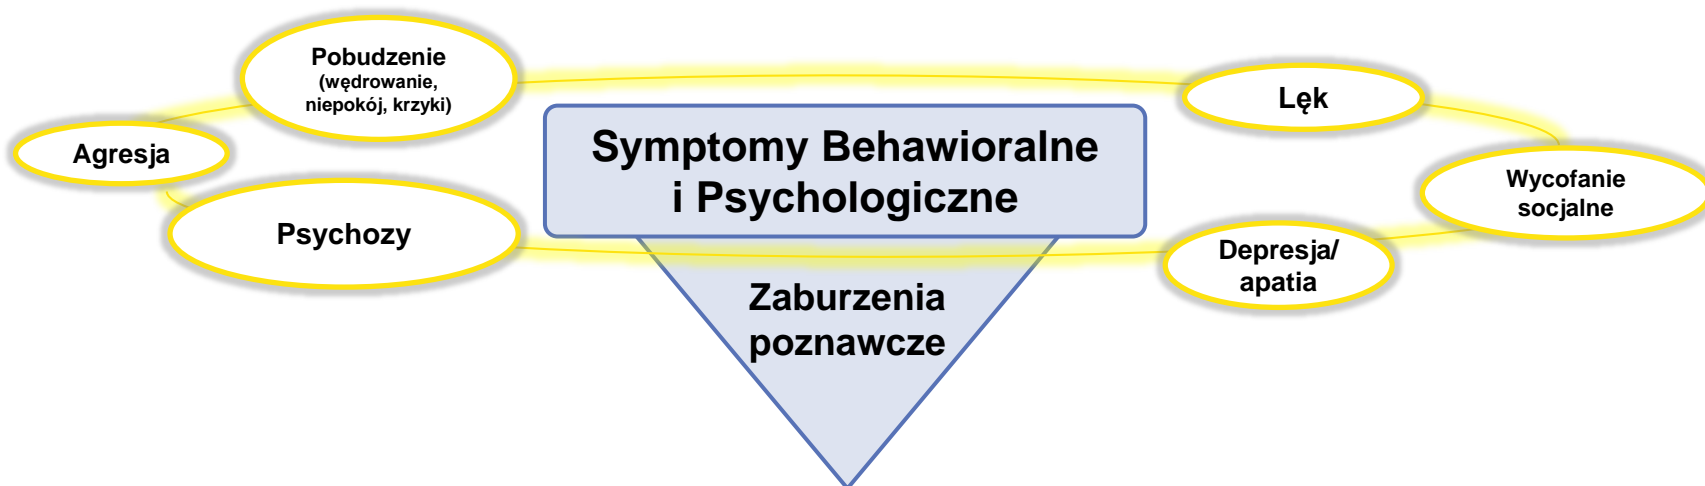 Pobudzenie
(wędrowanie,
niepokój, krzyki)
Agresja
Psychozy
Symptomy Behawioralne
i Psychologiczne
Zaburzenia
poznawcze
Lęk
Wycofanie
socjalne
Depresja/
apatia